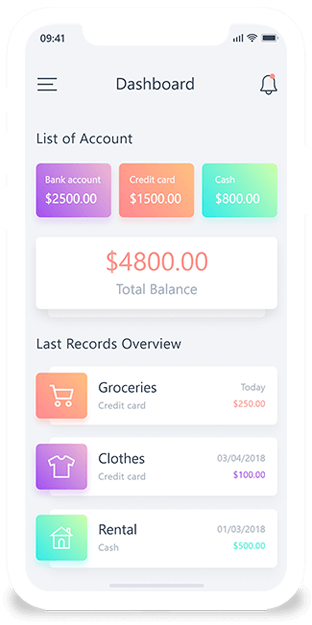 09:41
Dashboard
List of Account
Bank account Credit card Cash
$2500.00 $1500.00 $800.00
$4800.00
Total Balance
Last Records Overview
Groceries Today
Credit card $250.00
Clothes 03/04/2018
Credit card $100.00
Rental 01/03/2018
Cash $500.00